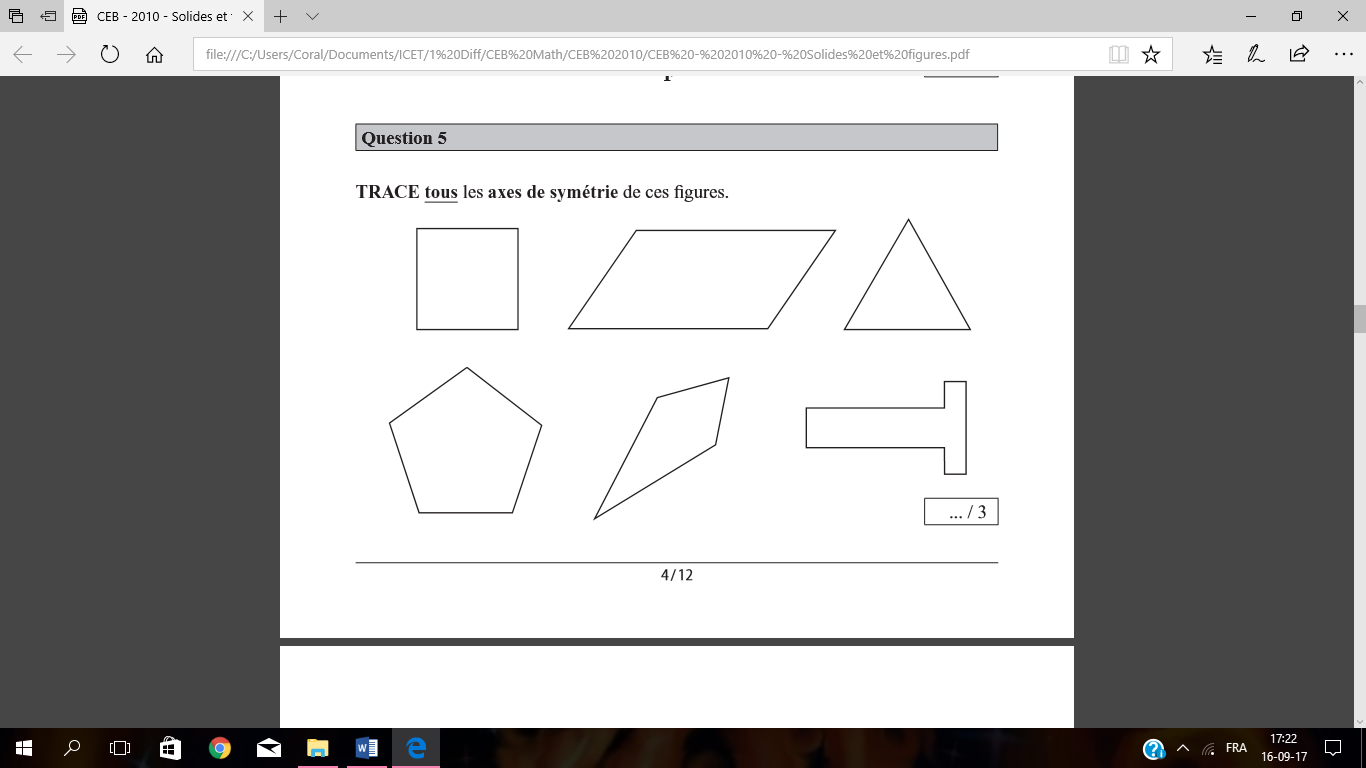 CEB - 2010 - Solides et
file:///C:/Users/Coral/Documents/ICET/1%20Diff/CEB%20Math/CEB%202010/CEB%20-%202010%20-%20Solides%20et%20figures.pdf
Question 5
TRACE tous les axes de symétrie de ces figures.
... / 3
4/12
FRA
17:22
16-09-17